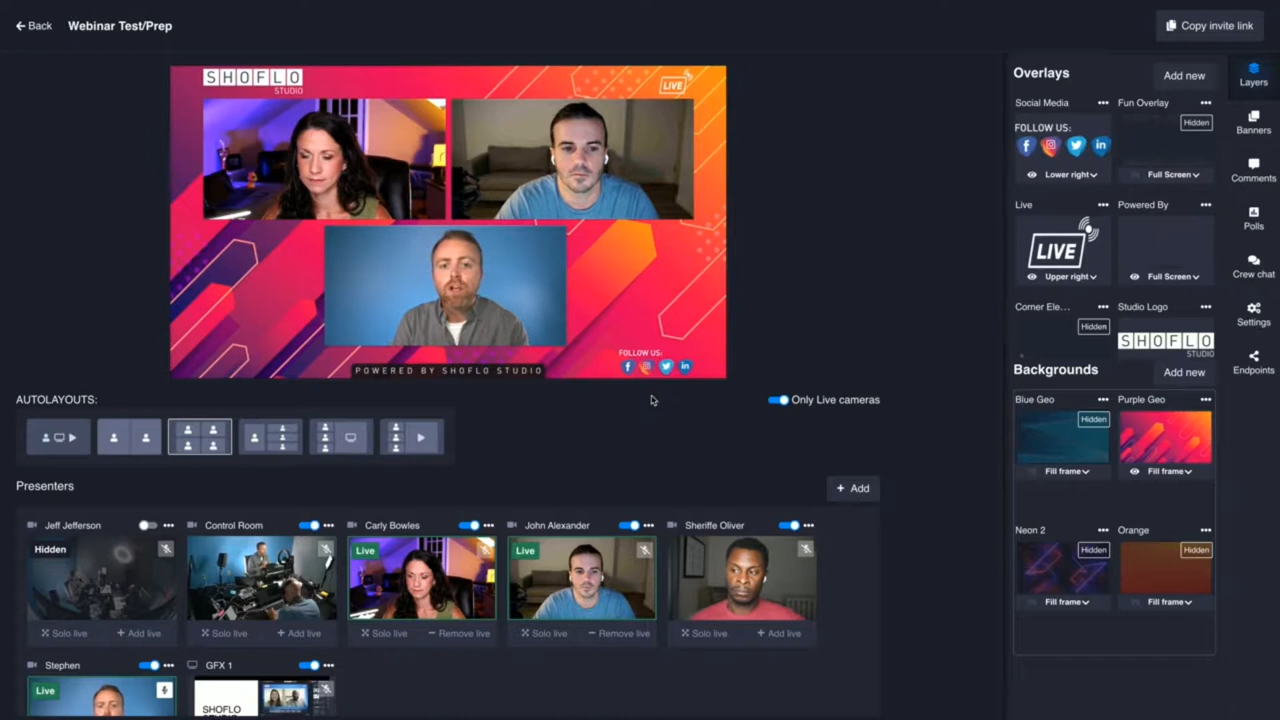 Back
Webinar Test/Prep
Copy invite link
SHOFLO
STUDIO
LIVE
FOLLOW US:
POWERED BY SHOFLO STUDIO
AUTOLAYOUTS:
Only Live cameras
Presenters
+ Add
Jeff Jefferson
Hidden
Solo live
+ Add live
Control Room
Solo live
+ Add live
Carly Bowles
Live
Solo live
− Remove live
John Alexander
Live
Solo live
− Remove live
Sheriffe Oliver
Solo live
+ Add live
Stephen
Live
GFX 1
SHOFLO
Overlays
Add new
Social Media
FOLLOW US:
Lower right
Fun Overlay
Hidden
Full Screen
Live
LIVE
Upper right
Powered By
Full Screen
Corner Ele...
Hidden
Studio Logo
SHOFLO
STUDIO
Backgrounds
Add new
Blue Geo
Hidden
Fill frame
Purple Geo
Fill frame
Neon 2
Hidden
Fill frame
Orange
Hidden
Fill frame
Layers
Banners
Comments
Polls
Crew chat
Settings
Endpoints